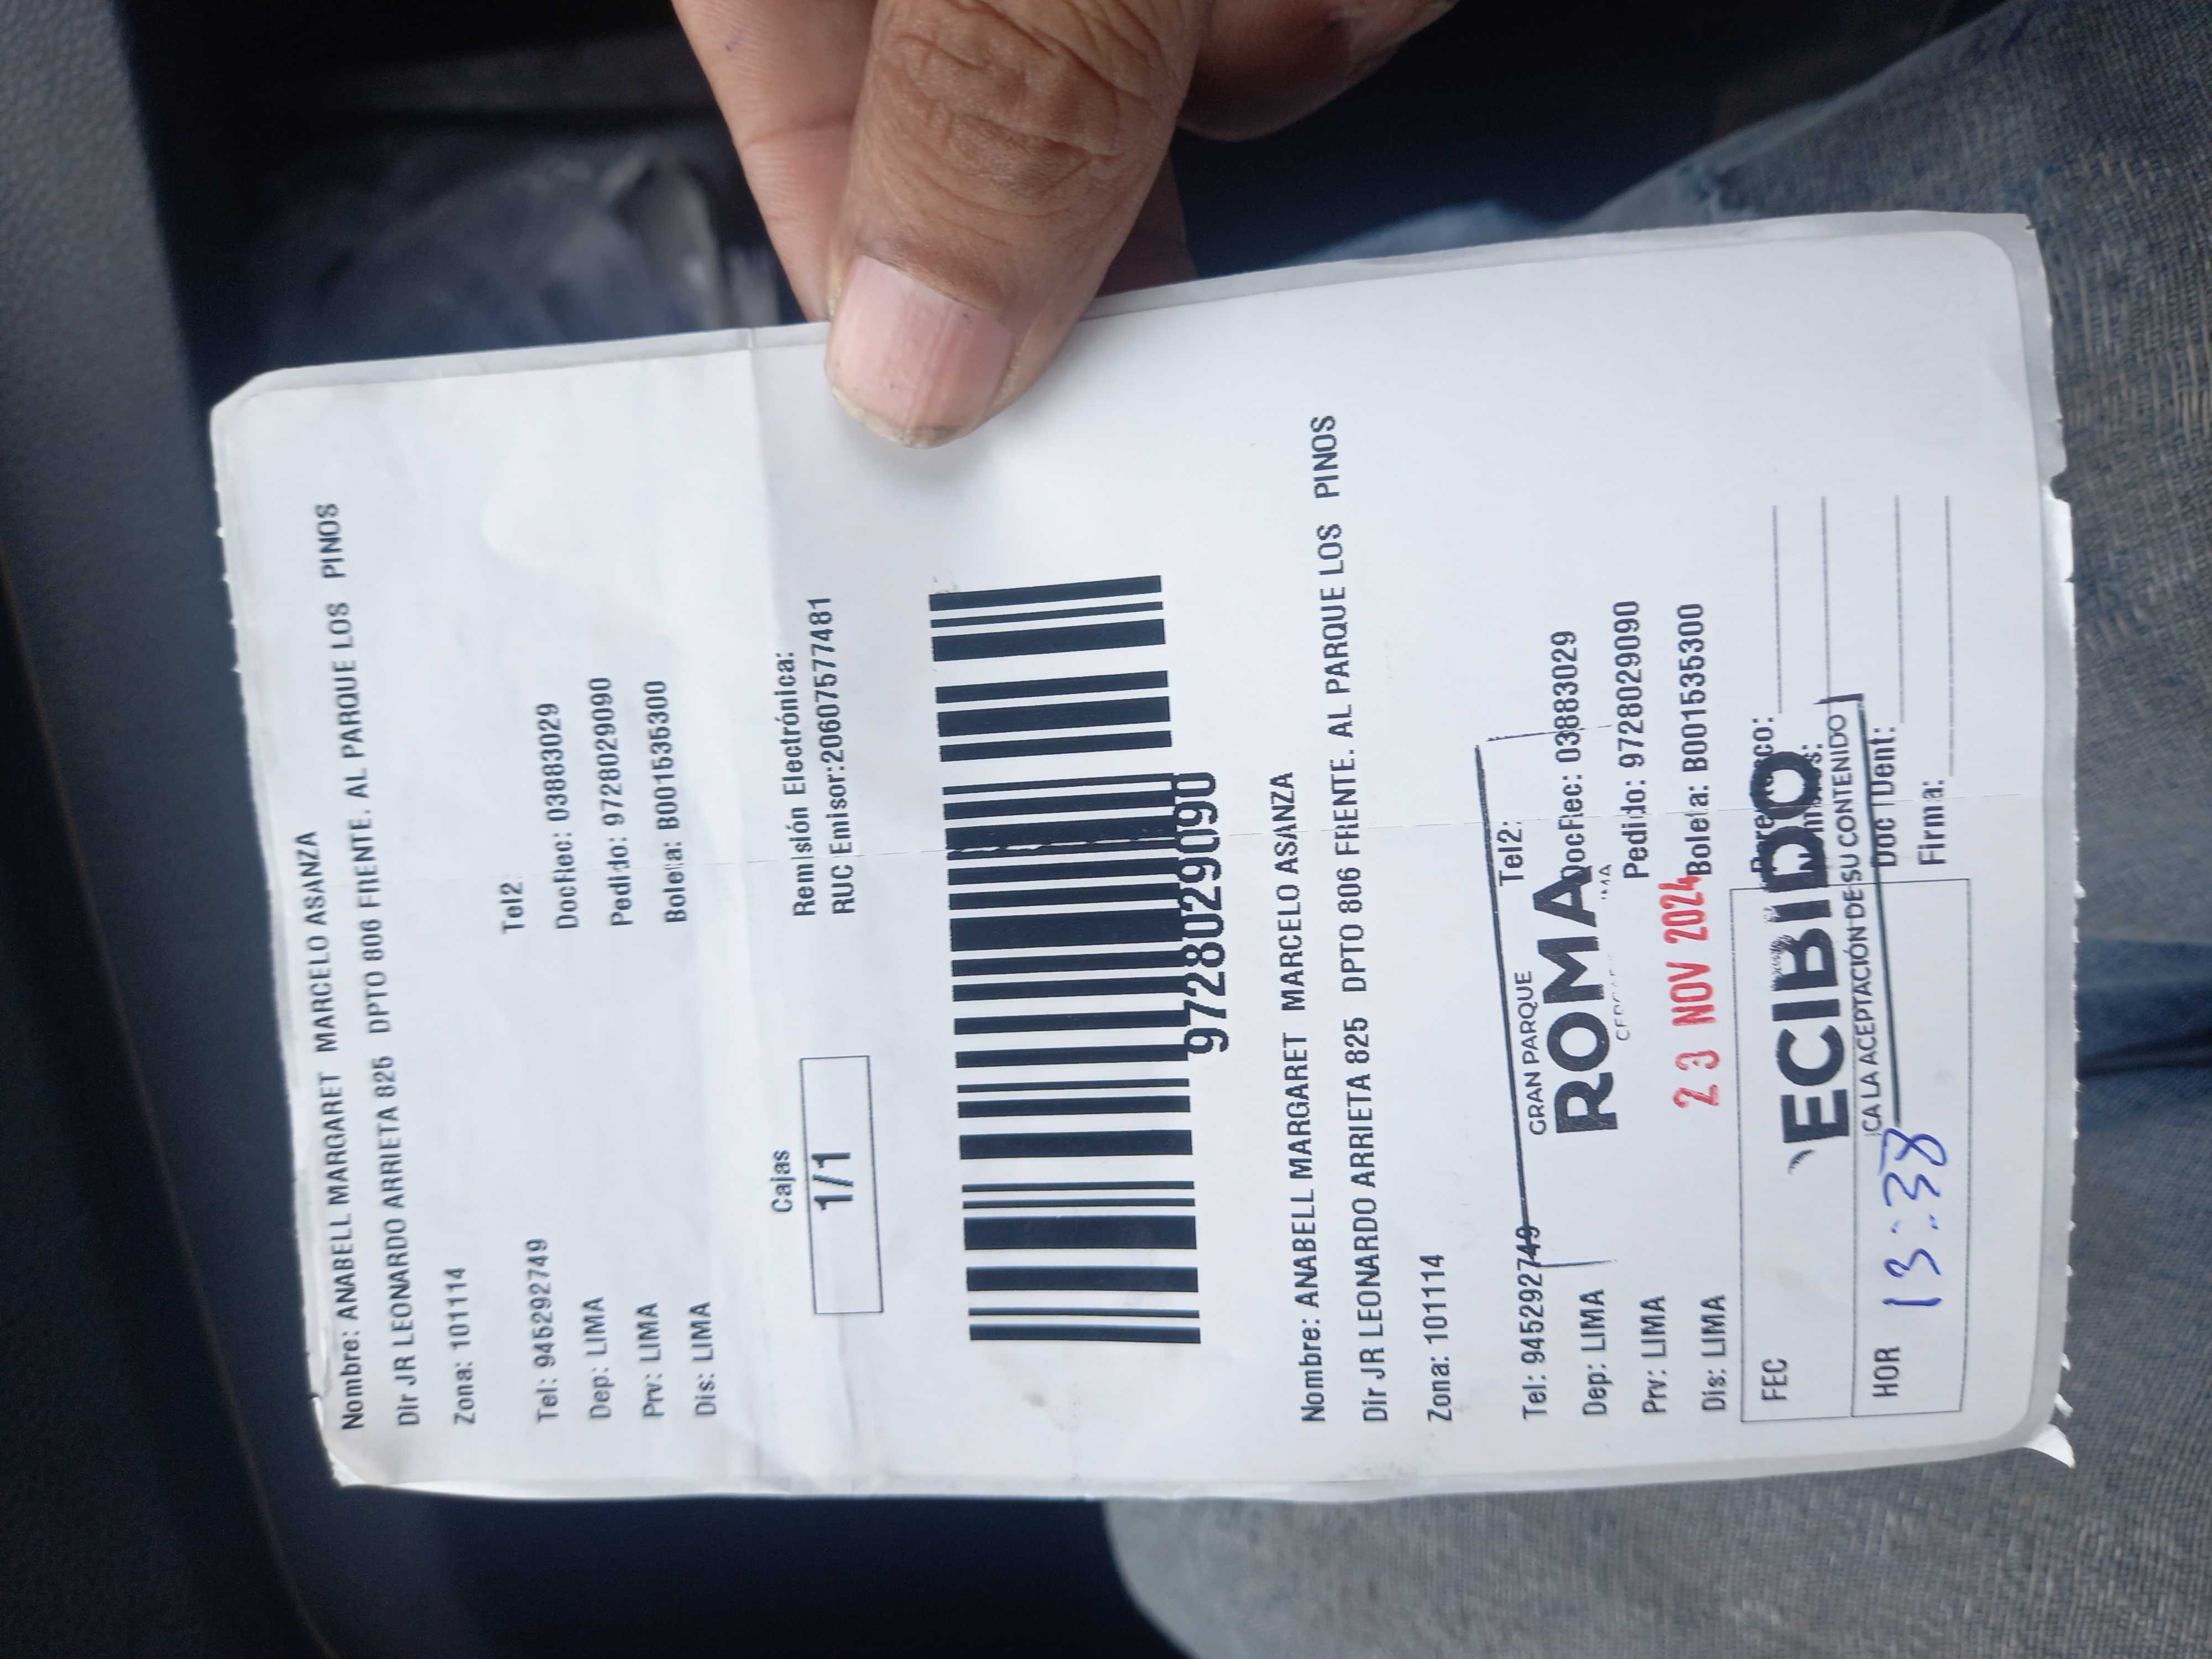 Nombre: ANABELL MARGARET MARCELO ASANZA
Dir JR LEONARDO ARRIETA 825 DPTO 806 FRENTE. AL PARQUE LOS PINOS
Zona: 101114
Tel: 945292749 Tel2
Dep: LIMA DocRec: 03883029
Prv: LIMA Pedido: 9728029090
Dis: LIMA Boleta: B001535300
Cajas
1/1
Remisión Electrónica:
RUC Emisor:20607577481
9728029090
Nombre: ANABELL MARGARET MARCELO ASANZA
Dir JR LEONARDO ARRIETA 825 DPTO 806 FRENTE. AL PARQUE LOS PINOS
Zona: 101114
Tel: 945292749 Tel2:
Dep: LIMA DocRec: 03883029
Prv: LIMA Pedido: 9728029090
Dis: LIMA Boleta: B001535300
GRAN PARQUE
ROMA
23 NOV 2024
ECIBIDO
CA LA ACEPTACIÓN DE SU CONTENIDO
FEC
HOR 13:38
Doc Ident:
Firma: